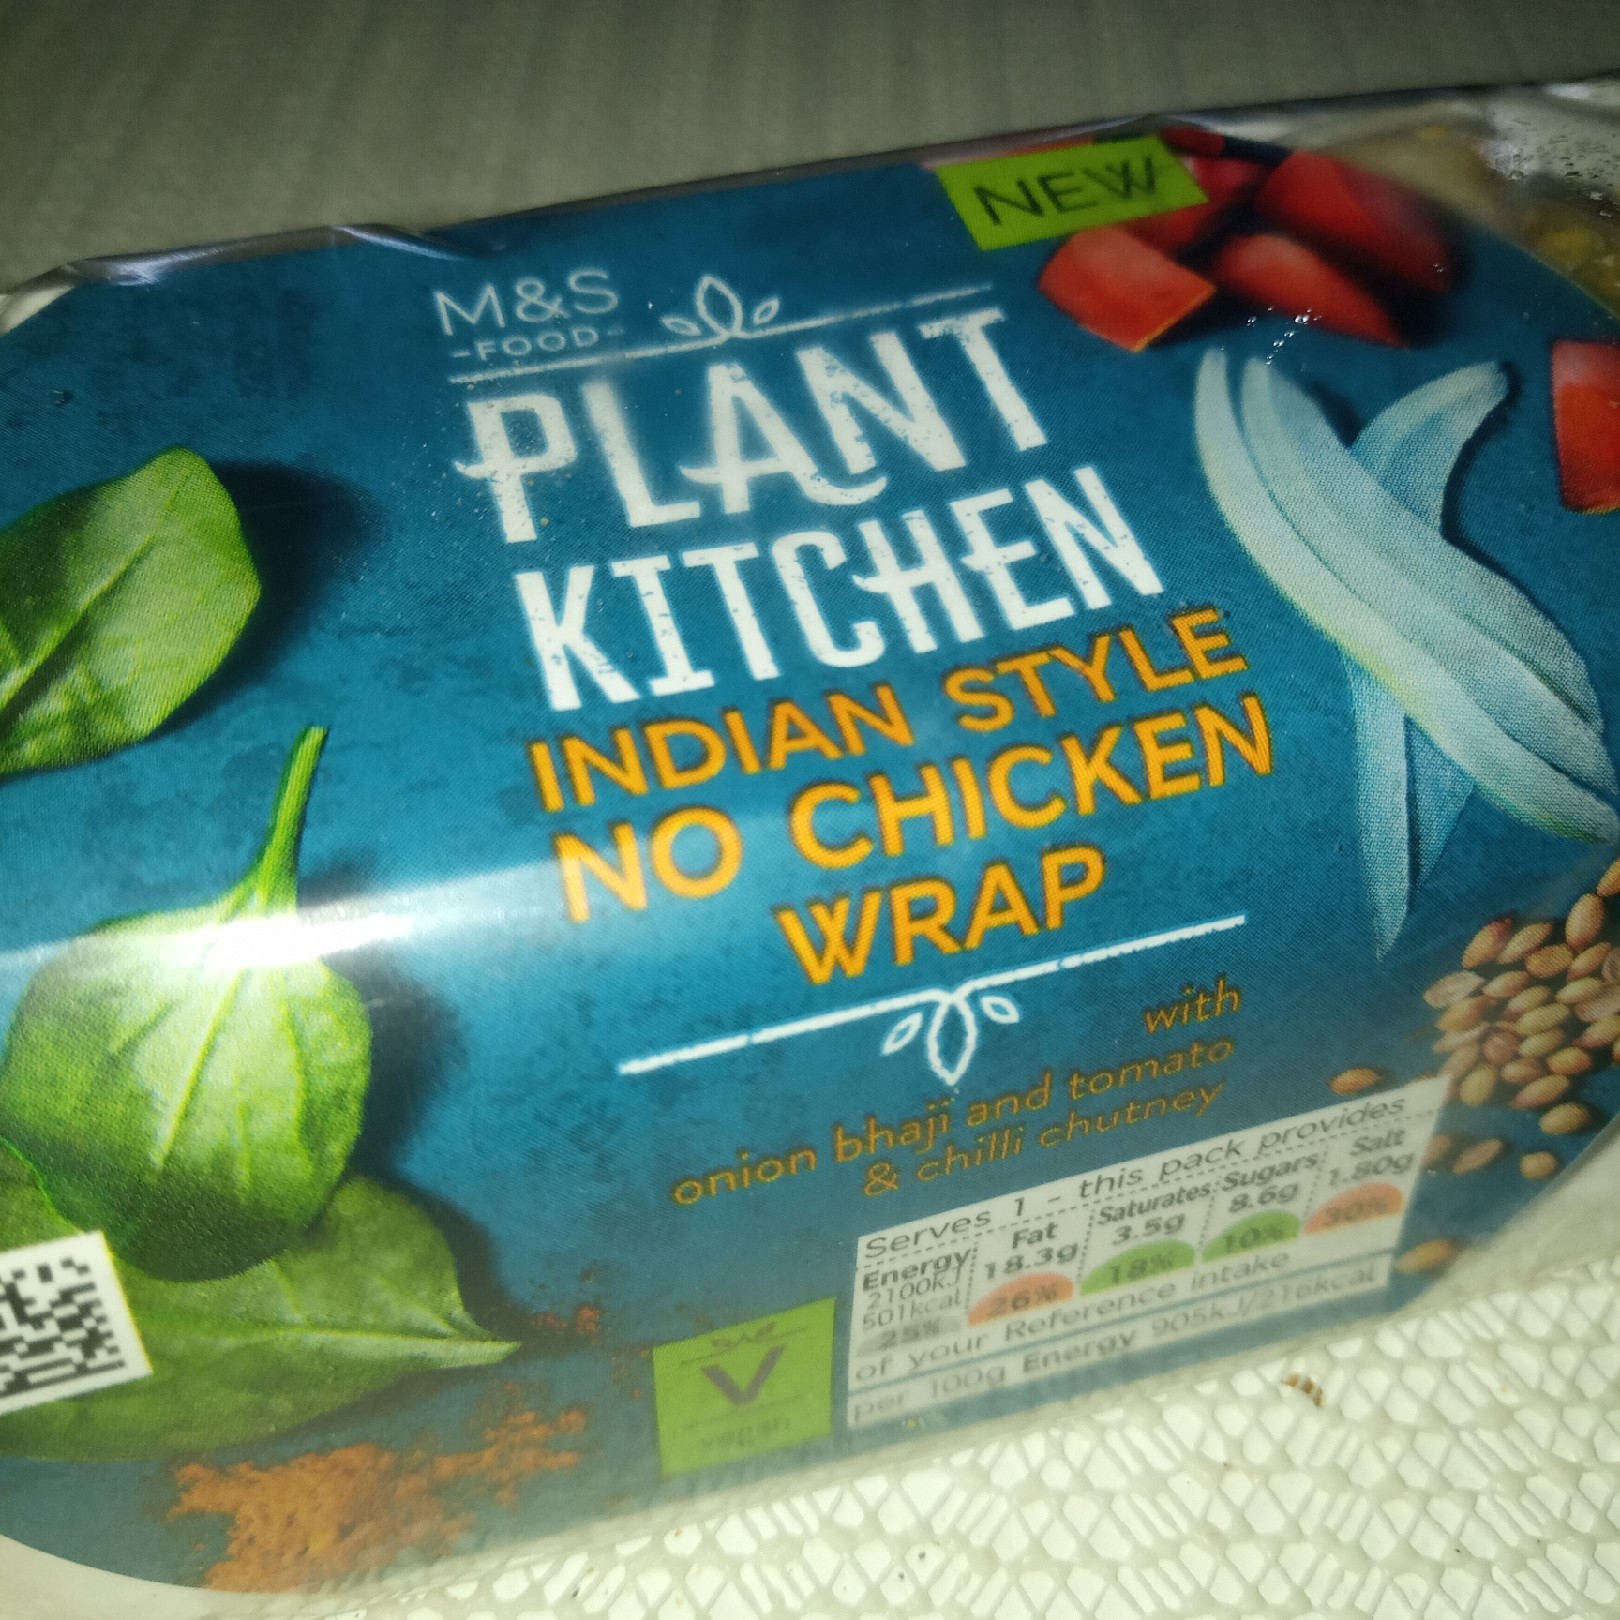 NEW
M&S
-FOOD-
PLANT
KITCHEN
INDIAN STYLE
NO CHICKEN
WRAP
with
onion bhaji and tomato
& chilli chutney
Serves 1 - this pack provides
Energy Fat Saturates Sugars Salt
2100kJ 18.3g 3.5g 8.6g 1.80g
501kcal
25% 26% 18% 10% 30%
of your Reference Intake
per 100g Energy 905kJ/216kcal
V
vegan